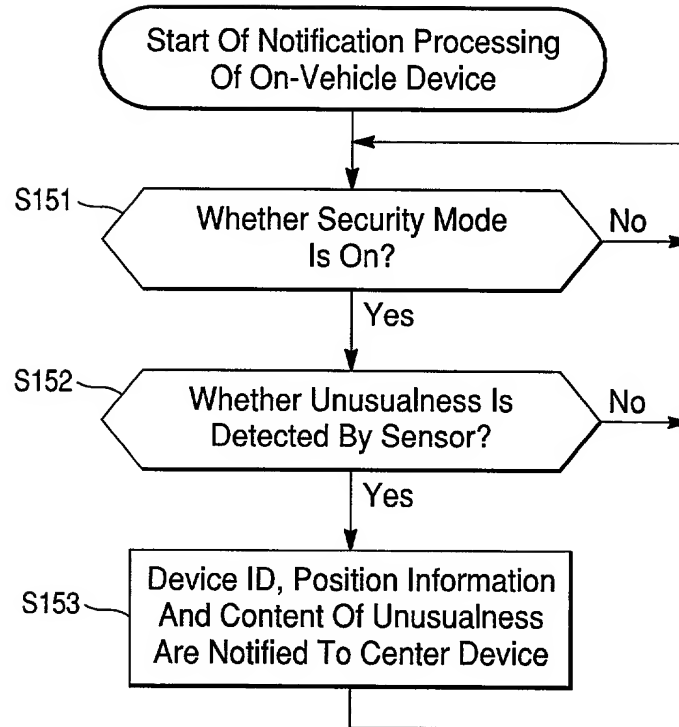 Start Of Notification Processing
Of On-Vehicle Device
S151
Whether Security Mode
Is On?
No
Yes
S152
Whether Unusualness Is
Detected By Sensor?
No
Yes
S153
Device ID, Position Information
And Content Of Unusualness
Are Notified To Center Device